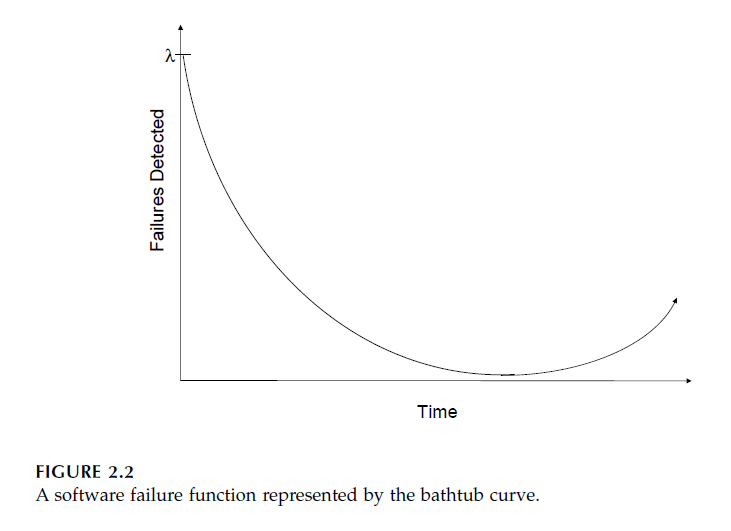 λ
Failures Detected
Time
FIGURE 2.2
A software failure function represented by the bathtub curve.